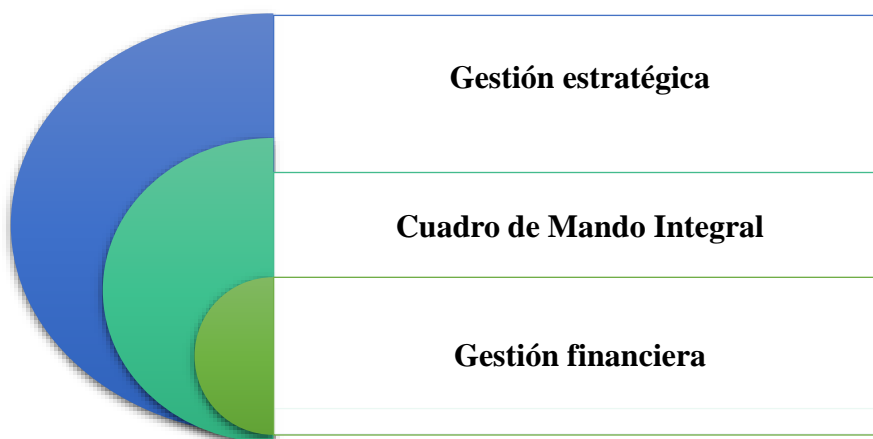 Gestión estratégica
Cuadro de Mando Integral
Gestión financiera